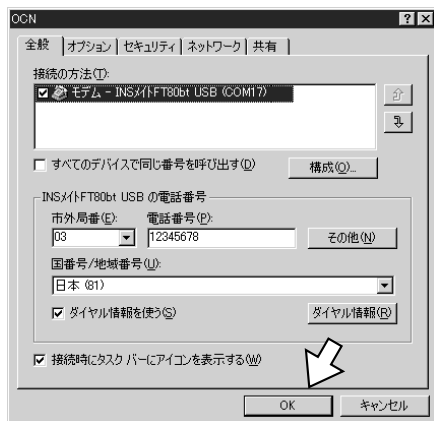 OCN
全般 オプション セキュリティ ネットワーク 共有
接続の方法(T):
モデム - INSメイトFT80bt USB (COM17)
すべてのデバイスで同じ番号を呼び出す(D)
構成(O)...
INSメイトFT80bt USB の電話番号
市外局番(E): 電話番号(P):
03 12345678 その他(N)
国番号/地域番号(U):
日本 (81)
ダイヤル情報を使う(S) ダイヤル情報(R)
接続時にタスク バーにアイコンを表示する(W)
OK キャンセル